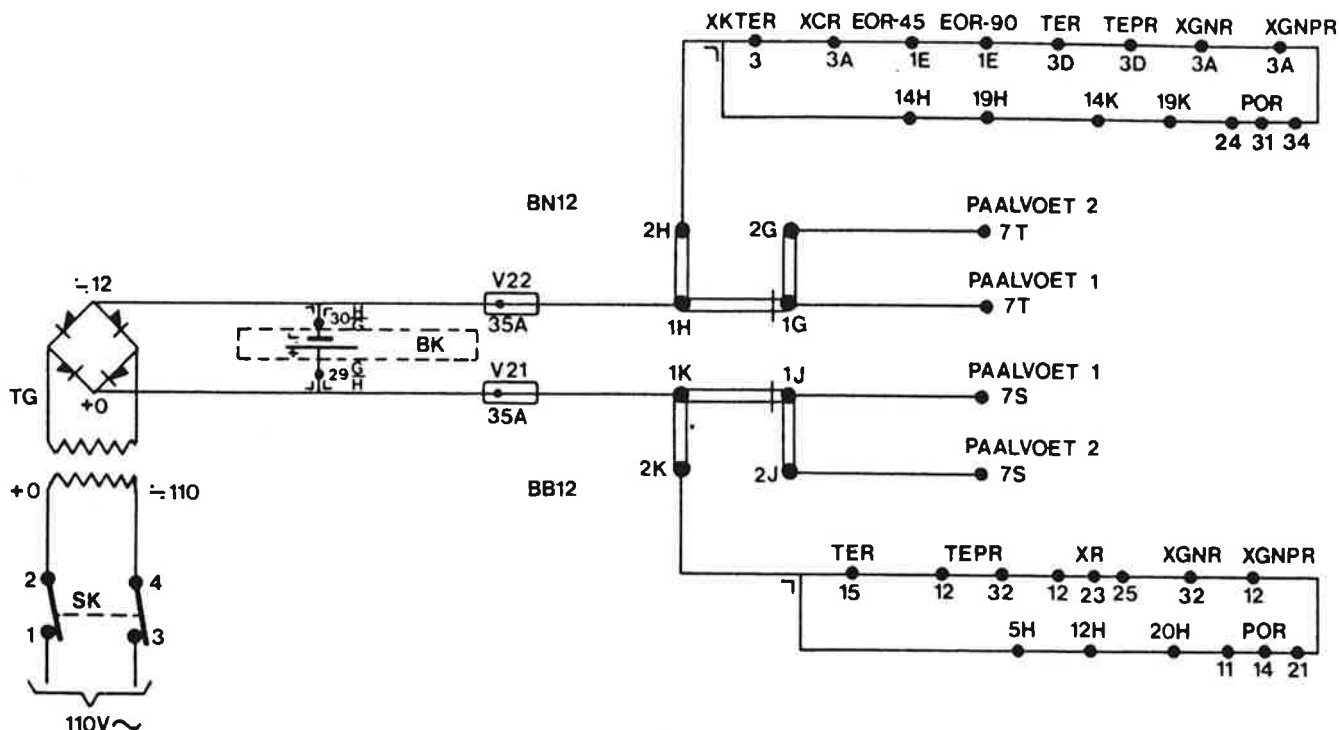 XKTER XCR EOR-45 EOR-90 TER TEPR XGNR XGNPR
3 3A 1E 1E 3D 3D 3A 3A
14H 19H 14K 19K POR
24 31 34
BN12
PAALVOET 2
2H 2G 7T
≒12
V22
PAALVOET 1
30 H/G
35A
1H 1G 7T
BK
29 G/H
V21
1K 1J
PAALVOET 1
TG
+0
35A
7S
PAALVOET 2
2K 2J 7S
+0 ≒110
BB12
TER TEPR XR XGNR XGNPR
15 12 32 12 23 25 32 12
2 4
SK
5H 12H 20H POR
1 3
11 14 21
110V~